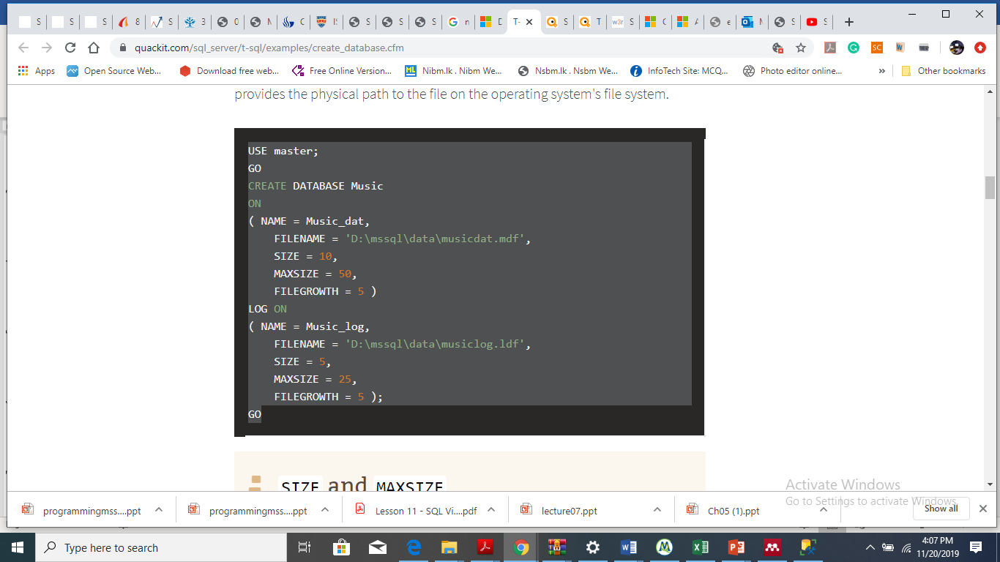 quackit.com/sql_server/t-sql/examples/create_database.cfm
Apps
Open Source Web...
Download free web...
Free Online Version...
Nibm.lk . Nibm We...
Nsbm.lk . Nsbm We...
InfoTech Site: MCQ...
Photo editor online...
»
Other bookmarks
provides the physical path to the file on the operating system's file system.
USE master;
GO
CREATE DATABASE Music
ON
( NAME = Music_dat,
FILENAME = 'D:\mssql\data\musicdat.mdf',
SIZE = 10,
MAXSIZE = 50,
FILEGROWTH = 5 )
LOG ON
( NAME = Music_log,
FILENAME = 'D:\mssql\data\musiclog.ldf',
SIZE = 5,
MAXSIZE = 25,
FILEGROWTH = 5 );
GO
SIZE and MAXSIZE
Activate Windows
Go to Settings to activate Windows.
programmingmss....ppt
programmingmss....ppt
Lesson 11 - SQL Vi....pdf
lecture07.ppt
Ch05 (1).ppt
Show all
Type here to search
4:07 PM
11/20/2019